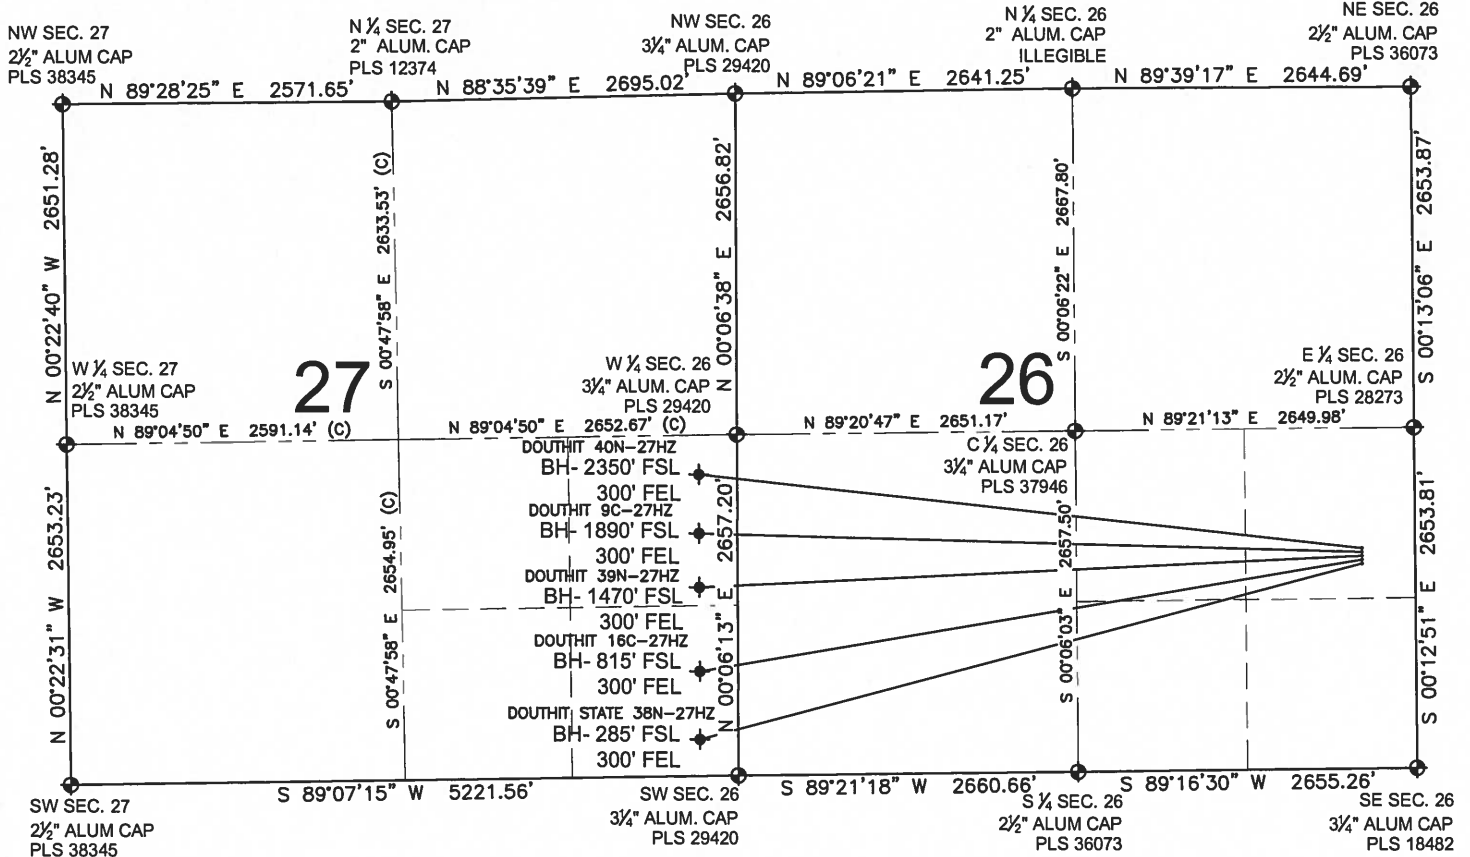 NW SEC. 27
2½" ALUM CAP
PLS 38345
N ¼ SEC. 27
2" ALUM. CAP
PLS 12374
NW SEC. 26
3¼" ALUM. CAP
PLS 29420
N ¼ SEC. 26
2" ALUM. CAP
ILLEGIBLE
NE SEC. 26
2½" ALUM. CAP
PLS 36073
N 89°28'25" E 2571.65'
N 88°35'39" E 2695.02'
N 89°06'21" E 2641.25'
N 89°39'17" E 2644.69'
N 00°22'40" W 2651.28'
S 00°47'58" E 2633.53' (C)
N 00°06'38" E 2656.82'
S 00°06'22" E 2667.80'
S 00°13'06" E 2653.87'
W ¼ SEC. 27
2½" ALUM CAP
PLS 38345
27
W ¼ SEC. 26
3¼" ALUM. CAP
PLS 29420
26
E ¼ SEC. 26
2½" ALUM. CAP
PLS 28273
N 89°04'50" E 2591.14' (C)
N 89°04'50" E 2652.67' (C)
N 89°20'47" E 2651.17'
N 89°21'13" E 2649.98'
C ¼ SEC. 26
3¼" ALUM CAP
PLS 37946
DOUTHIT 40N-27HZ
BH- 2350' FSL
300' FEL
DOUTHIT 9C-27HZ
BH- 1890' FSL
300' FEL
DOUTHIT 39N-27HZ
BH- 1470' FSL
300' FEL
DOUTHIT 16C-27HZ
BH- 815' FSL
300' FEL
DOUTHIT STATE 38N-27HZ
BH- 285' FSL
300' FEL
N 00°22'31" W 2653.23'
S 00°47'58" E 2654.95' (C)
N 00°06'13" E 2657.20'
S 00°06'03" E 2657.50'
S 00°12'51" E 2653.81'
S 89°07'15" W 5221.56'
S 89°21'18" W 2660.66'
S 89°16'30" W 2655.26'
SW SEC. 27
2½" ALUM CAP
PLS 38345
SW SEC. 26
3¼" ALUM. CAP
PLS 29420
S ¼ SEC. 26
2½" ALUM CAP
PLS 36073
SE SEC. 26
3¼" ALUM CAP
PLS 18482